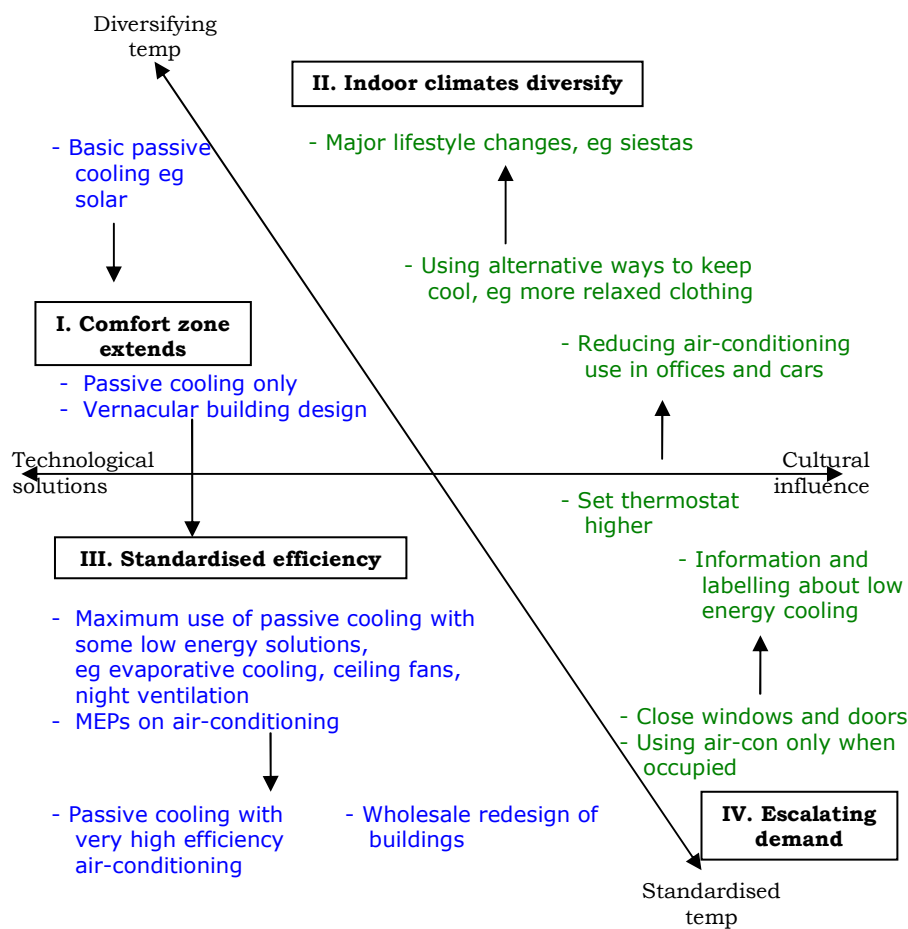 Diversifying
temp
II. Indoor climates diversify
- Basic passive
cooling eg
solar
- Major lifestyle changes, eg siestas
- Using alternative ways to keep
cool, eg more relaxed clothing
I. Comfort zone
extends
- Reducing air-conditioning
use in offices and cars
- Passive cooling only
- Vernacular building design
Technological
solutions
Cultural
influence
- Set thermostat
higher
III. Standardised efficiency
- Information and
labelling about low
energy cooling
- Maximum use of passive cooling with
some low energy solutions,
eg evaporative cooling, ceiling fans,
night ventilation
- MEPs on air-conditioning
- Close windows and doors
- Using air-con only when
occupied
- Passive cooling with
very high efficiency
air-conditioning
- Wholesale redesign of
buildings
IV. Escalating
demand
Standardised
temp